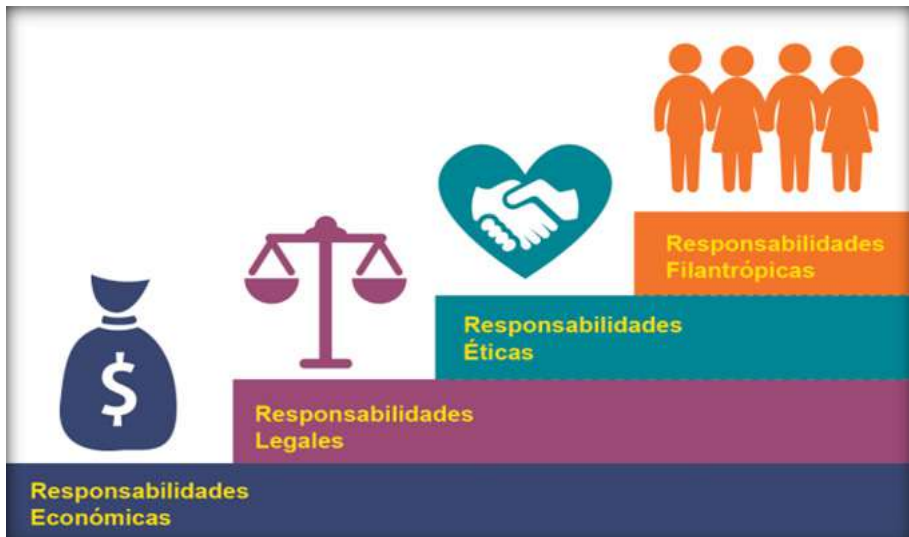 Responsabilidades
Filantrópicas
Responsabilidades
Éticas
Responsabilidades
Legales
Responsabilidades
Económicas
$